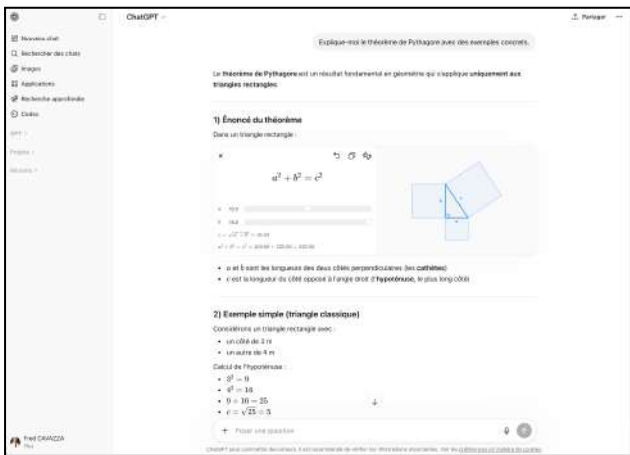 ChatGPT
Partager
Nouveau chat
Rechercher des chats
Images
Applications
Recherche approfondie
Codex
GPT
Projets
Fred CAVAZZA
Plus
Explique-moi le théorème de Pythagore avec des exemples concrets.
Le théorème de Pythagore est un résultat fondamental en géométrie qui s'applique uniquement aux
triangles rectangles.
1) Énoncé du théorème
Dans un triangle rectangle :
a² + b² = c²
a et b sont les longueurs des deux côtés perpendiculaires (les cathètes)
c est la longueur du côté opposé à l'angle droit (l'hypoténuse, le plus long côté)
2) Exemple simple (triangle classique)
Considérons un triangle rectangle avec :
un côté de 3 m
un autre de 4 m
Calcul de l'hypoténuse :
3² = 9
4² = 16
9 + 16 = 25
c = √25 = 5
Poser une question